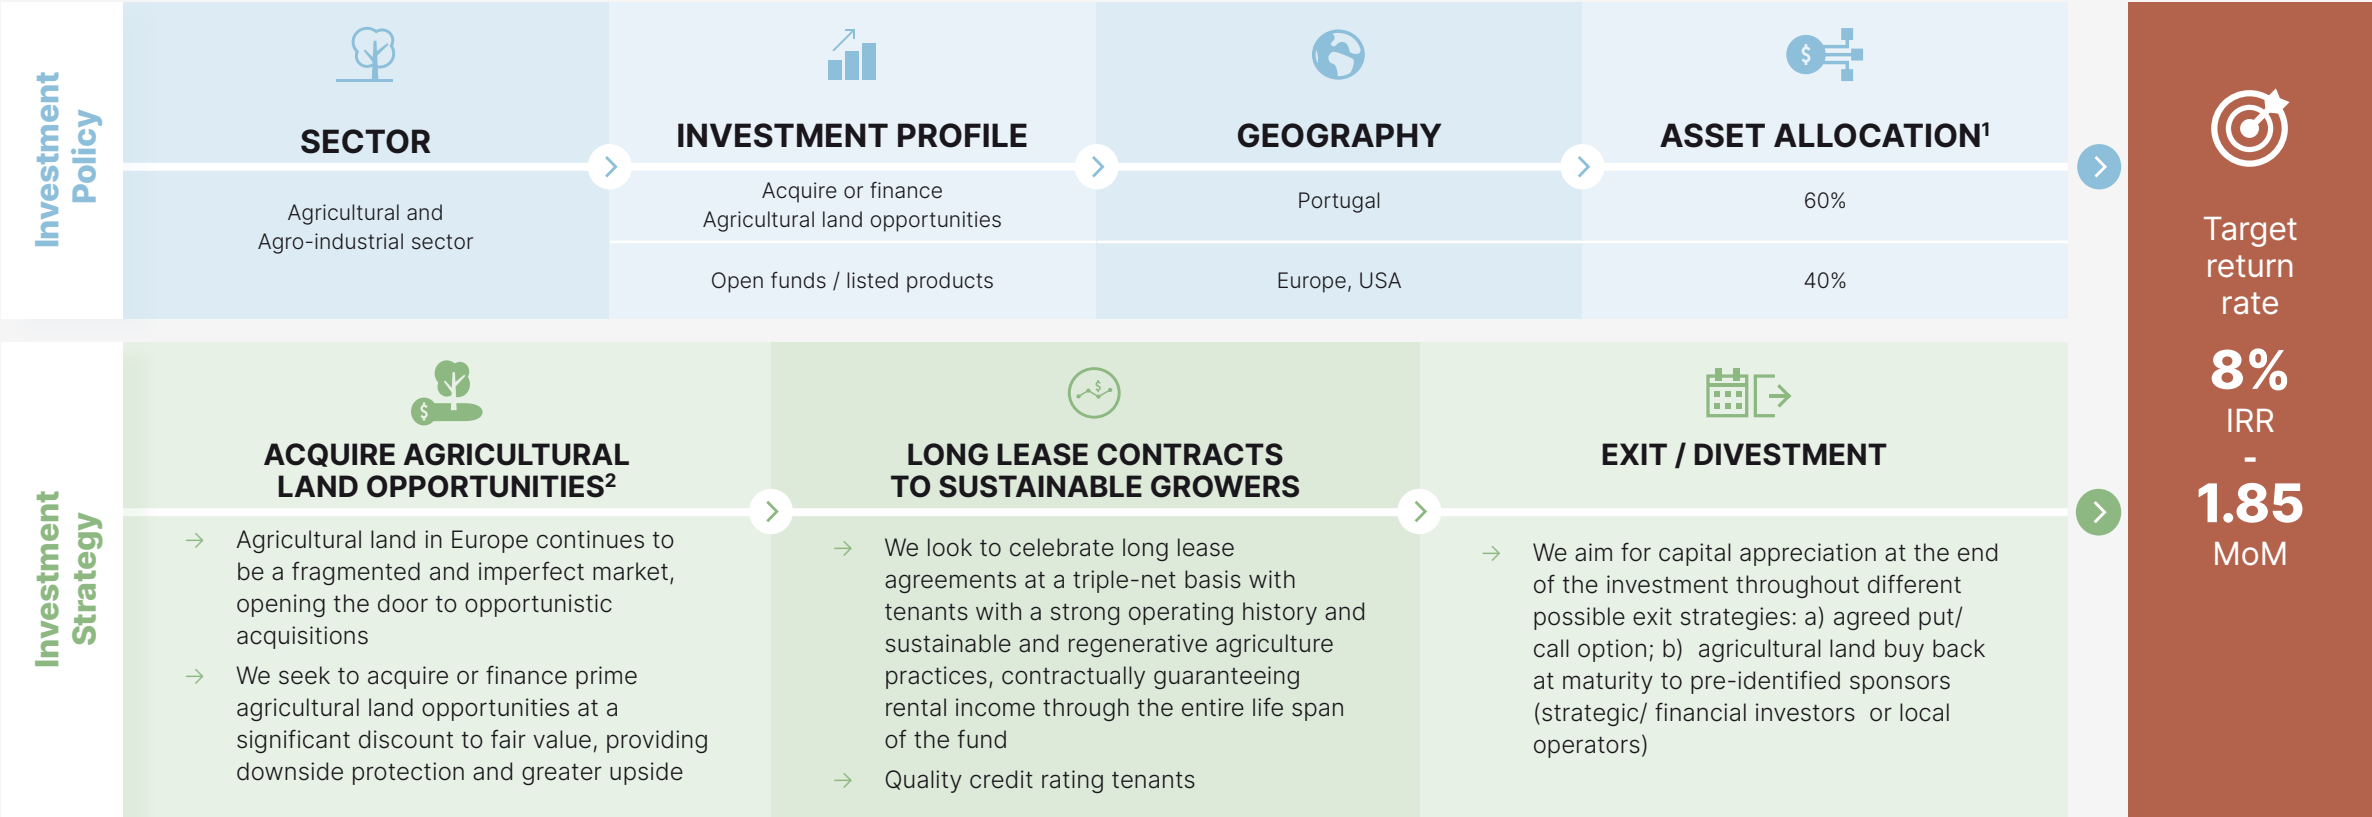 Investment
Policy
SECTOR
Agricultural and
Agro-industrial sector
INVESTMENT PROFILE
Acquire or finance
Agricultural land opportunities
Open funds / listed products
GEOGRAPHY
Portugal
Europe, USA
ASSET ALLOCATION¹
60%
40%
Investment
Strategy
ACQUIRE AGRICULTURAL
LAND OPPORTUNITIES²
→ Agricultural land in Europe continues to
be a fragmented and imperfect market,
opening the door to opportunistic
acquisitions
→ We seek to acquire or finance prime
agricultural land opportunities at a
significant discount to fair value, providing
downside protection and greater upside
LONG LEASE CONTRACTS
TO SUSTAINABLE GROWERS
→ We look to celebrate long lease
agreements at a triple-net basis with
tenants with a strong operating history and
sustainable and regenerative agriculture
practices, contractually guaranteeing
rental income through the entire life span
of the fund
→ Quality credit rating tenants
EXIT / DIVESTMENT
→ We aim for capital appreciation at the end
of the investment throughout different
possible exit strategies: a) agreed put/
call option; b) agricultural land buy back
at maturity to pre-identified sponsors
(strategic/ financial investors or local
operators)
Target
return
rate
8%
IRR
-
1.85
MoM